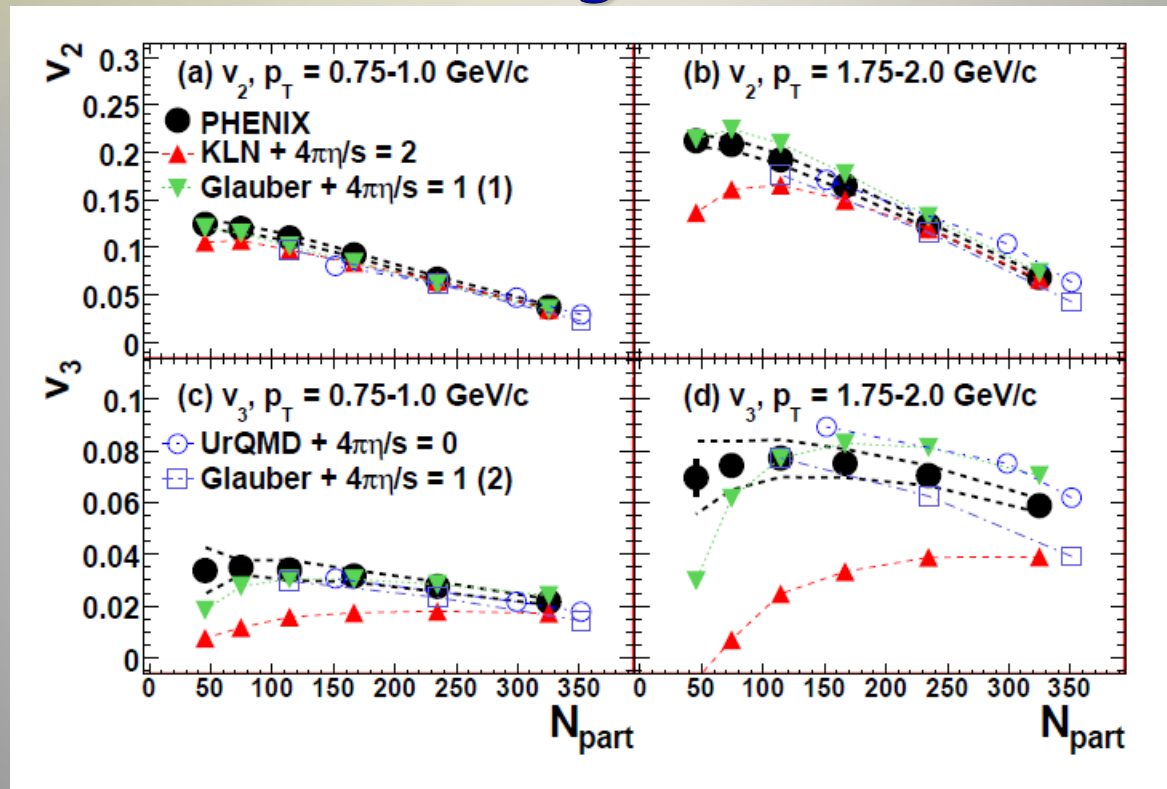 v2
(a) v2, pT = 0.75-1.0 GeV/c
PHENIX
KLN + 4πη/s = 2
Glauber + 4πη/s = 1 (1)
0.3
0.25
0.2
0.15
0.1
0.05
0
(b) v2, pT = 1.75-2.0 GeV/c
v3
(c) v3, pT = 0.75-1.0 GeV/c
UrQMD + 4πη/s = 0
Glauber + 4πη/s = 1 (2)
0.1
0.08
0.06
0.04
0.02
0
(d) v3, pT = 1.75-2.0 GeV/c
0 50 100 150 200 250 300 350
0 50 100 150 200 250 300 350
Npart
Npart